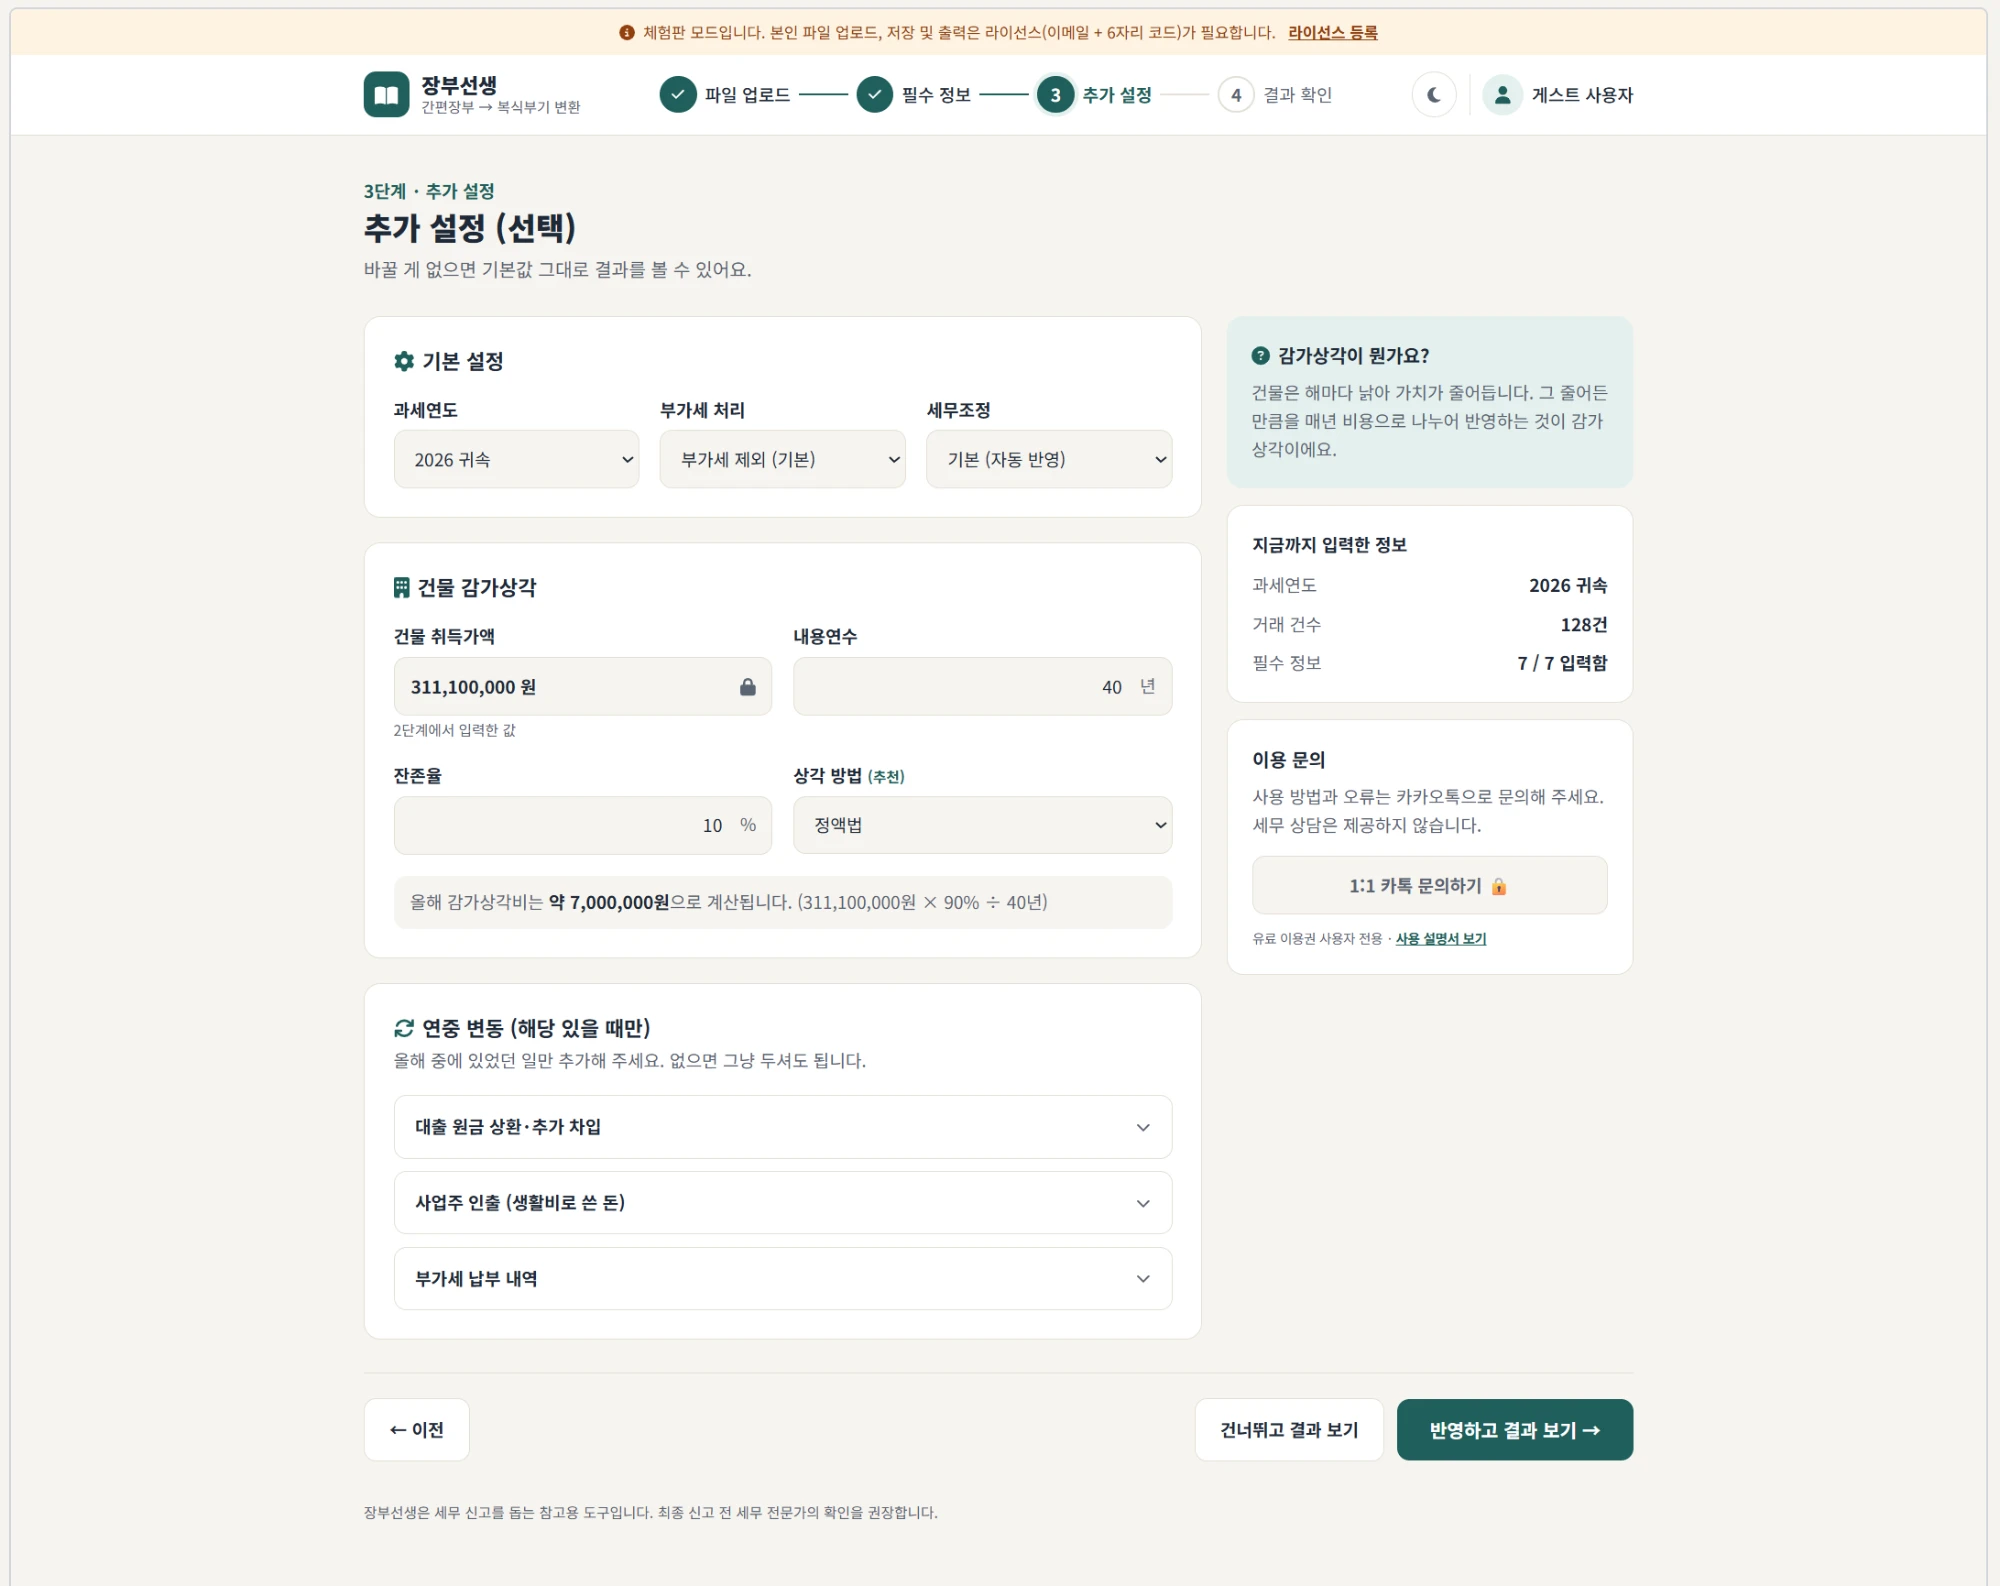 체험판 모드입니다. 본인 파일 업로드, 저장 및 출력은 라이선스(이메일 + 6자리 코드)가 필요합니다. 라이선스 등록
장부선생
간편장부 → 복식부기 변환
파일 업로드
필수 정보
3 추가 설정
4 결과 확인
게스트 사용자
3단계 · 추가 설정
추가 설정 (선택)
바꿀 게 없으면 기본값 그대로 결과를 볼 수 있어요.
기본 설정
과세연도
2026 귀속
부가세 처리
부가세 제외 (기본)
세무조정
기본 (자동 반영)
건물 감가상각
건물 취득가액
311,100,000 원
2단계에서 입력한 값
내용연수
40 년
잔존율
10 %
상각 방법 (추천)
정액법
올해 감가상각비는 약 7,000,000원으로 계산됩니다. (311,100,000원 × 90% ÷ 40년)
연중 변동 (해당 있을 때만)
올해 중에 있었던 일만 추가해 주세요. 없으면 그냥 두셔도 됩니다.
대출 원금 상환·추가 차입
사업주 인출 (생활비로 쓴 돈)
부가세 납부 내역
? 감가상각이 뭔가요?
건물은 해마다 낡아 가치가 줄어듭니다. 그 줄어든
만큼을 매년 비용으로 나누어 반영하는 것이 감가
상각이에요.
지금까지 입력한 정보
과세연도 2026 귀속
거래 건수 128건
필수 정보 7 / 7 입력함
이용 문의
사용 방법과 오류는 카카오톡으로 문의해 주세요.
세무 상담은 제공하지 않습니다.
1:1 카톡 문의하기
유료 이용권 사용자 전용 · 사용 설명서 보기
← 이전
건너뛰고 결과 보기
반영하고 결과 보기 →
장부선생은 세무 신고를 돕는 참고용 도구입니다. 최종 신고 전 세무 전문가의 확인을 권장합니다.